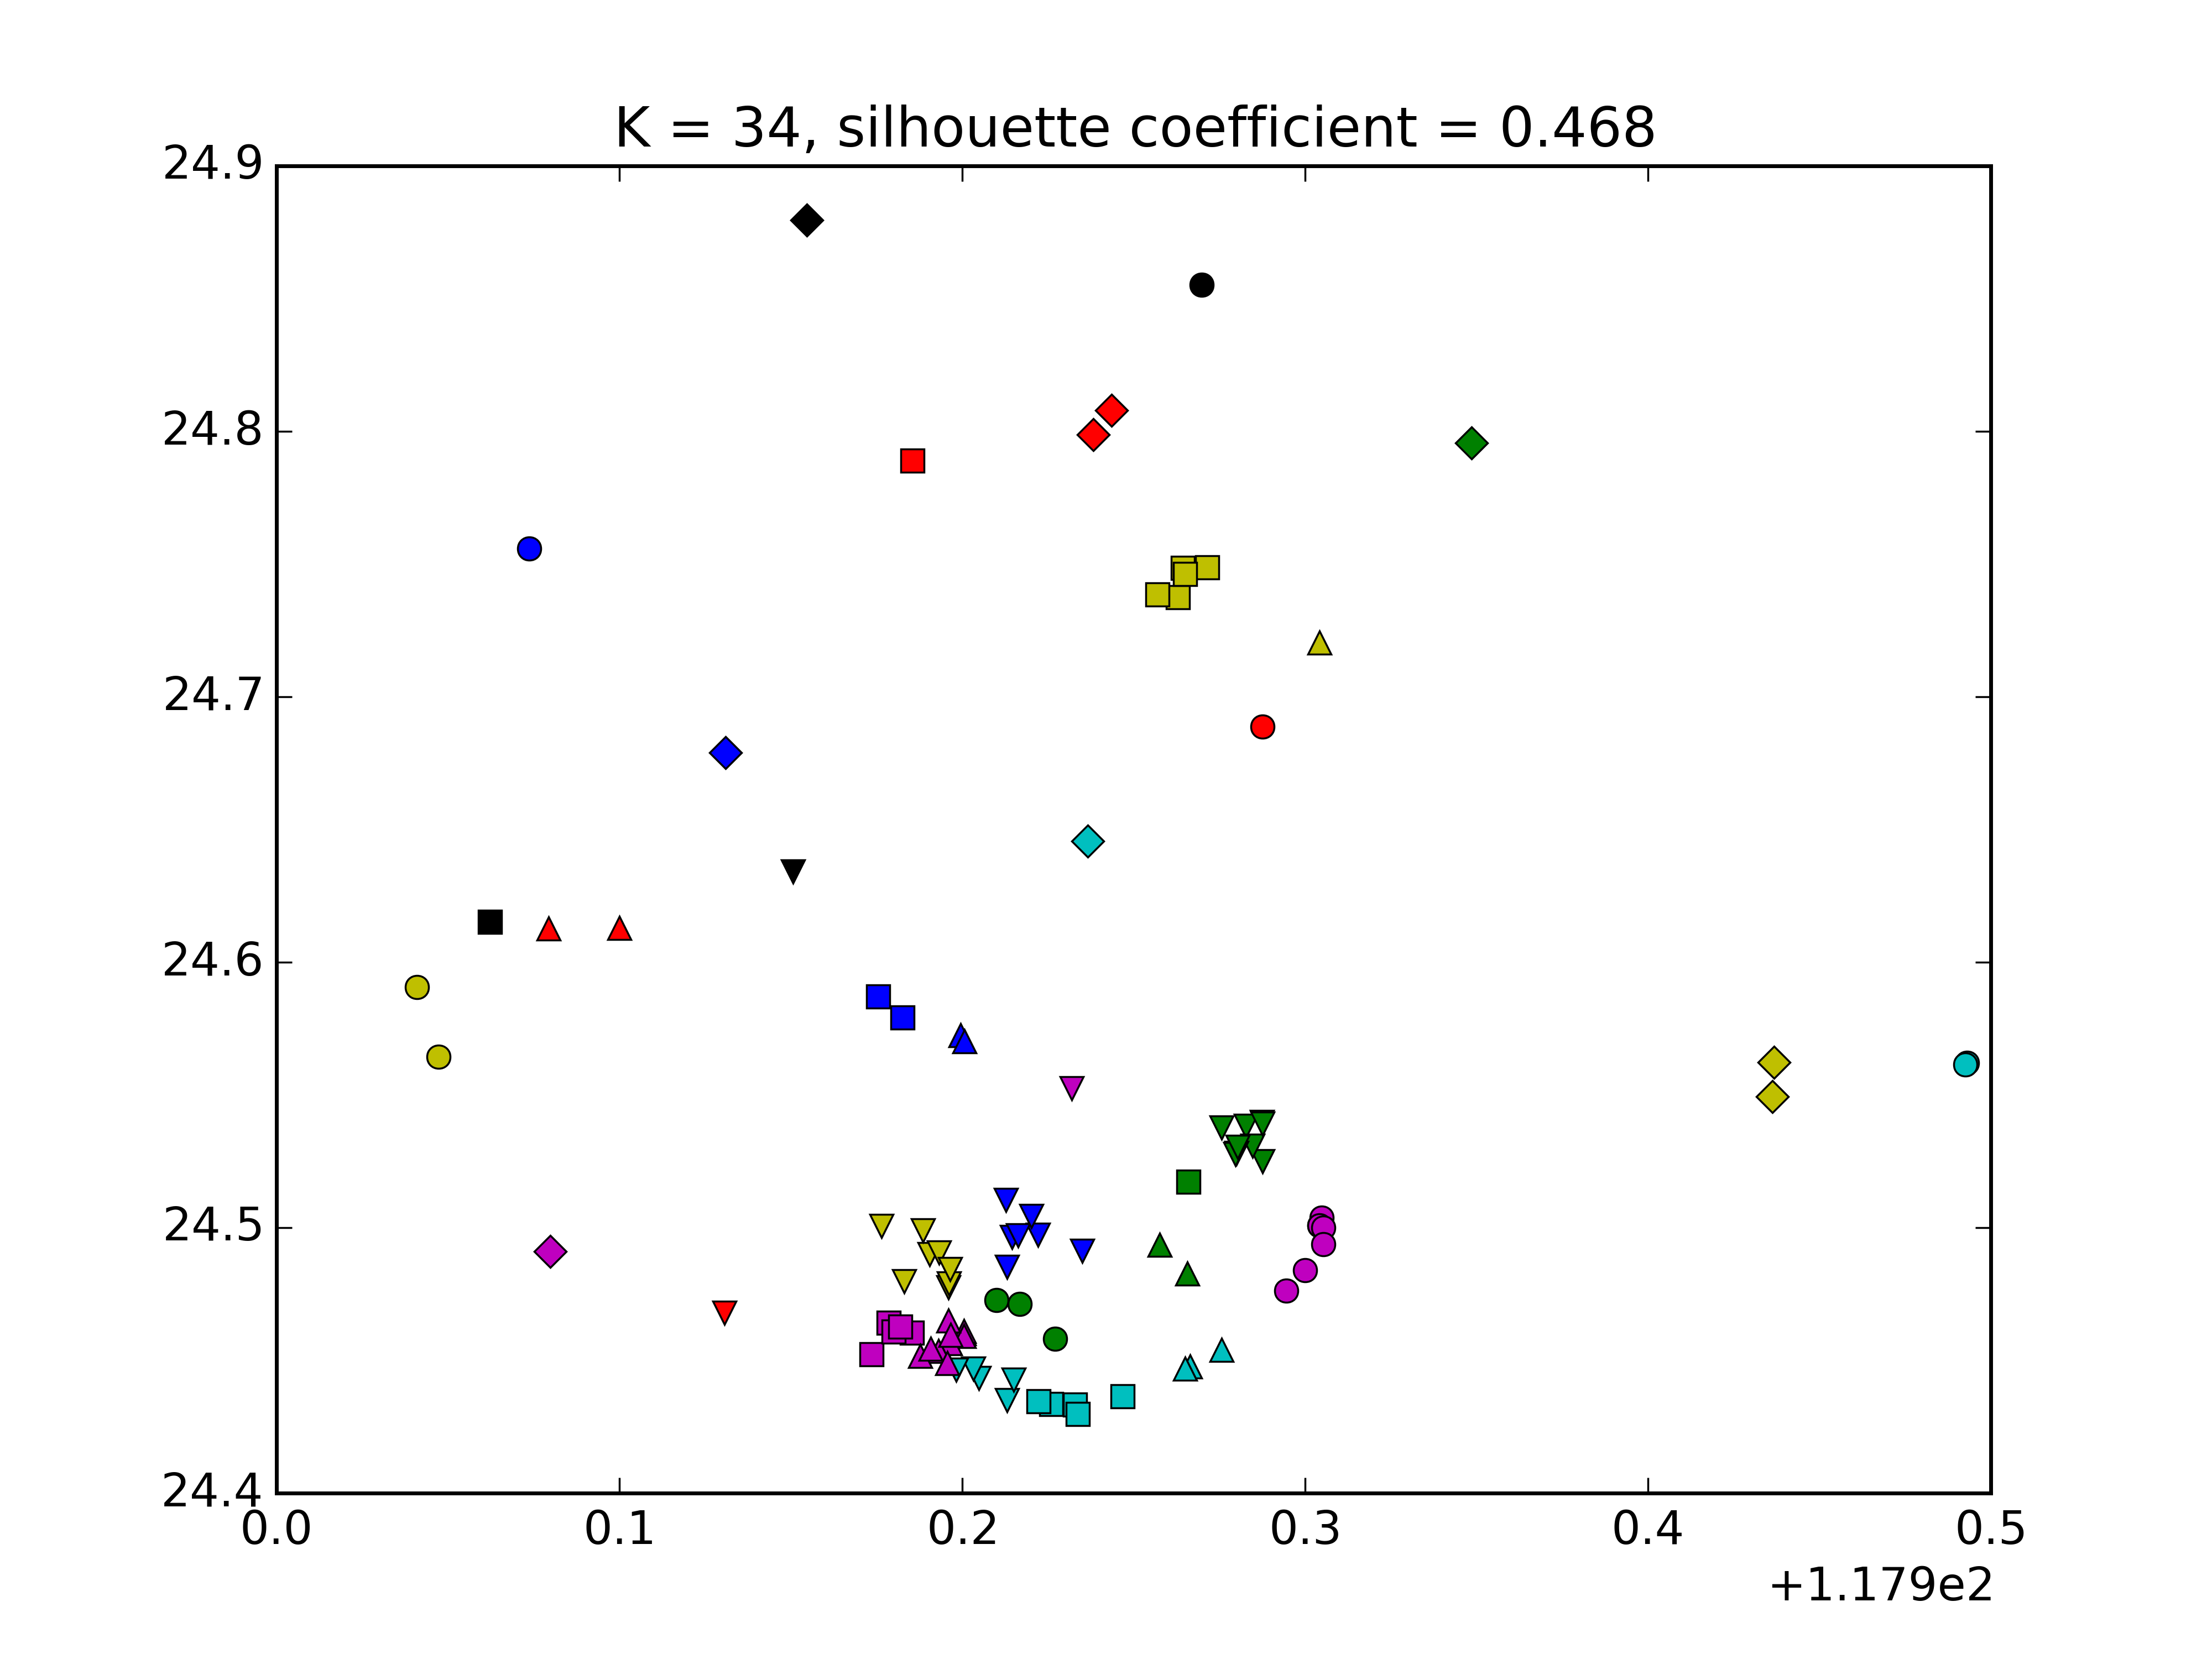 K = 34, silhouette coefficient = 0.468
24.9
24.8
24.7
24.6
24.5
24.4
0.0 0.1 0.2 0.3 0.4 0.5
+1.179e2